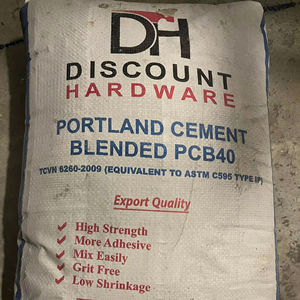 DH
DISCOUNT
HARDWARE
PORTLAND CEMENT
BLENDED PCB40
TCVN 6260-2009 (EQUIVALENT TO ASTM C595 TYPE IP)
Export Quality
High Strength
More Adhesive
Mix Easily
Grit Free
Low Shrinkage